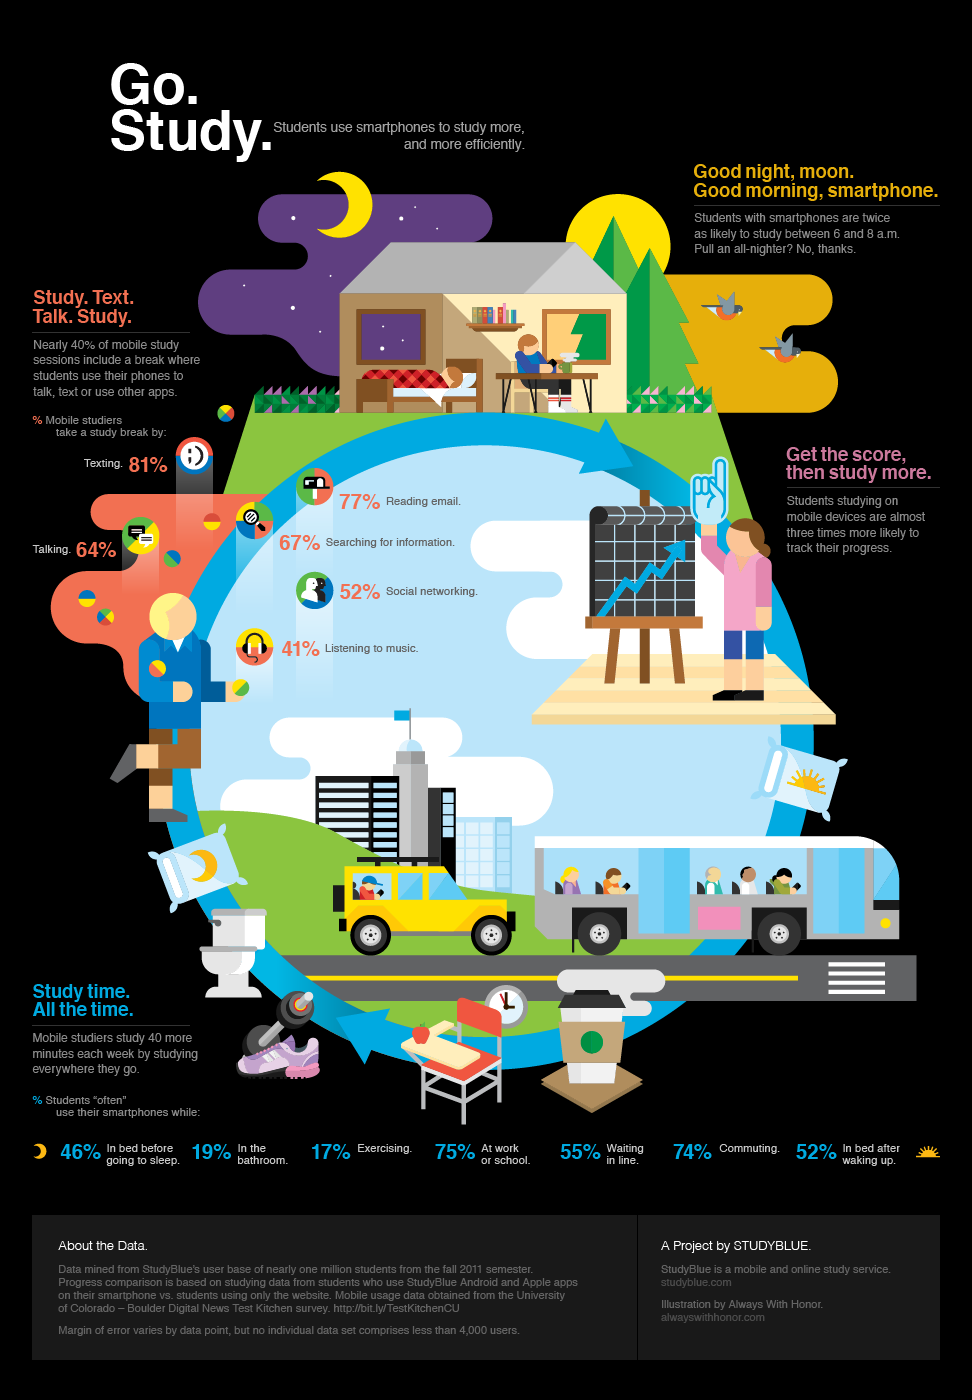 Go.
Study.
Students use smartphones to study more,
and more efficiently.
Good night, moon.
Good morning, smartphone.
Students with smartphones are twice
as likely to study between 6 and 8 a.m.
Pull an all-nighter? No, thanks.
Study. Text.
Talk. Study.
Nearly 40% of mobile study
sessions include a break where
students use their phones to
talk, text or use other apps.
% Mobile studiers
take a study break by:
Texting. 81%
77% Reading email.
67% Searching for information.
Talking. 64%
52% Social networking.
41% Listening to music.
Get the score,
then study more.
Students studying on
mobile devices are almost
three times more likely to
track their progress.
Study time.
All the time.
Mobile studiers study 40 more
minutes each week by studying
everywhere they go.
% Students “often”
use their smartphones while:
46% In bed before
going to sleep.
19% In the
bathroom.
17% Exercising.
75% At work
or school.
55% Waiting
in line.
74% Commuting.
52% In bed after
waking up.
About the Data.
Data mined from StudyBlue's user base of nearly one million students from the fall 2011 semester.
Progress comparison is based on studying data from students who use StudyBlue Android and Apple apps
on their smartphone vs. students using only the website. Mobile usage data obtained from the University
of Colorado – Boulder Digital News Test Kitchen survey. http://bit.ly/TestKitchenCU
Margin of error varies by data point, but no individual data set comprises less than 4,000 users.
A Project by STUDYBLUE.
StudyBlue is a mobile and online study service.
studyblue.com
Illustration by Always With Honor.
alwayswithhonor.com